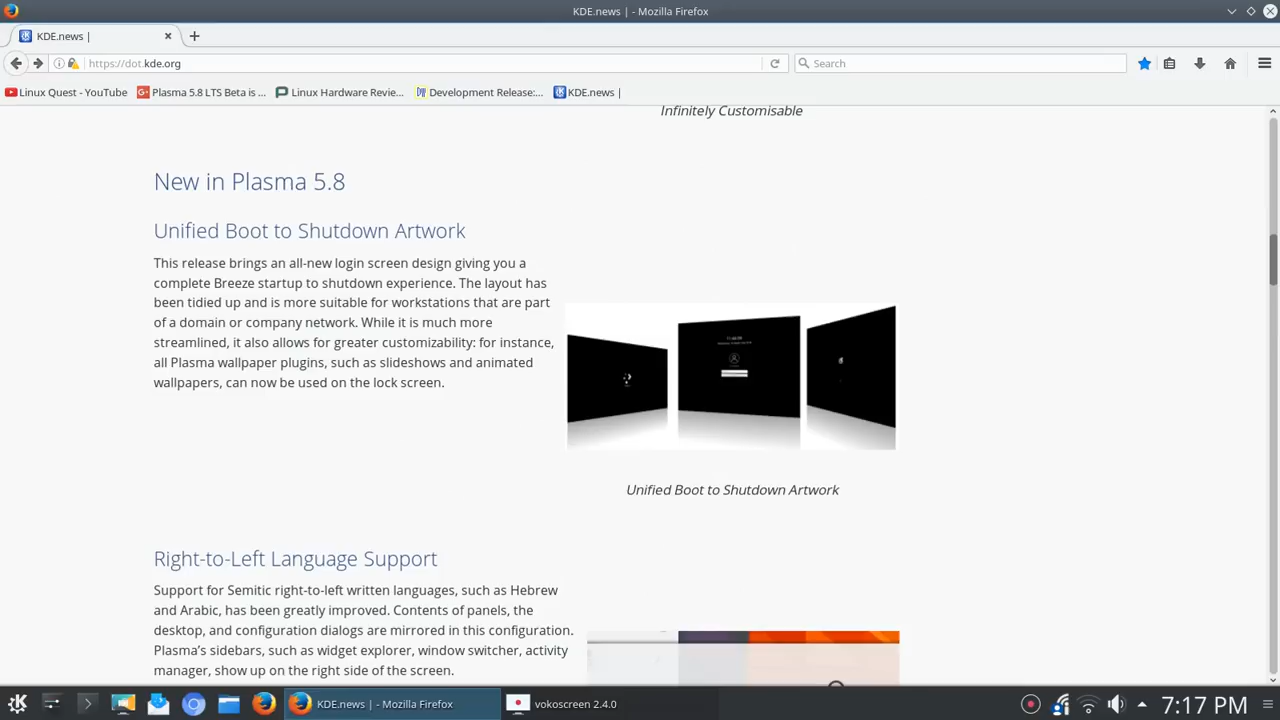 KDE.news | - Mozilla Firefox
KDE.news |
https://dot.kde.org
Search
Linux Quest - YouTube
Plasma 5.8 LTS Beta is ...
Linux Hardware Revie...
Development Release:...
KDE.news |
Infinitely Customisable
New in Plasma 5.8
Unified Boot to Shutdown Artwork
This release brings an all-new login screen design giving you a
complete Breeze startup to shutdown experience. The layout has
been tidied up and is more suitable for workstations that are part
of a domain or company network. While it is much more
streamlined, it also allows for greater customizability: for instance,
all Plasma wallpaper plugins, such as slideshows and animated
wallpapers, can now be used on the lock screen.
Unified Boot to Shutdown Artwork
Right-to-Left Language Support
Support for Semitic right-to-left written languages, such as Hebrew
and Arabic, has been greatly improved. Contents of panels, the
desktop, and configuration dialogs are mirrored in this configuration.
Plasma’s sidebars, such as widget explorer, window switcher, activity
manager, show up on the right side of the screen.
KDE.news | - Mozilla Firefox
vokoscreen 2.4.0
7:17 PM